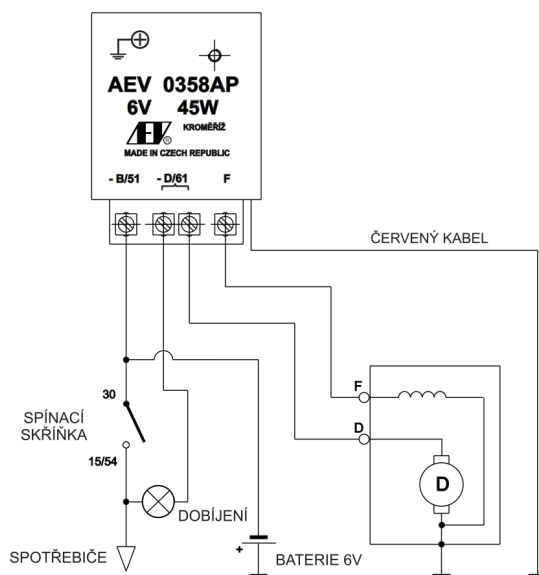 AEV 0358AP
6V 45W
AEV ®
KROMĚŘÍŽ
MADE IN CZECH REPUBLIC
- B/51 - D/61 F
ČERVENÝ KABEL
30
SPÍNACÍ
SKŘÍŇKA
15/54
DOBÍJENÍ
SPOTŘEBIČE
+
BATERIE 6V
F
D
D